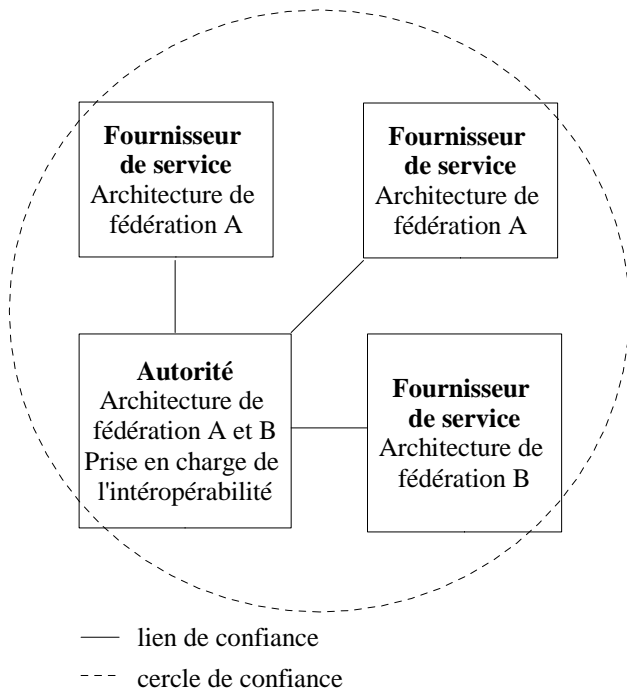 Fournisseur
de service
Architecture de
fédération A
Fournisseur
de service
Architecture de
fédération A
Autorité
Architecture de
fédération A et B
Prise en charge de
l'intéropérabilité
Fournisseur
de service
Architecture de
fédération B
lien de confiance
cercle de confiance